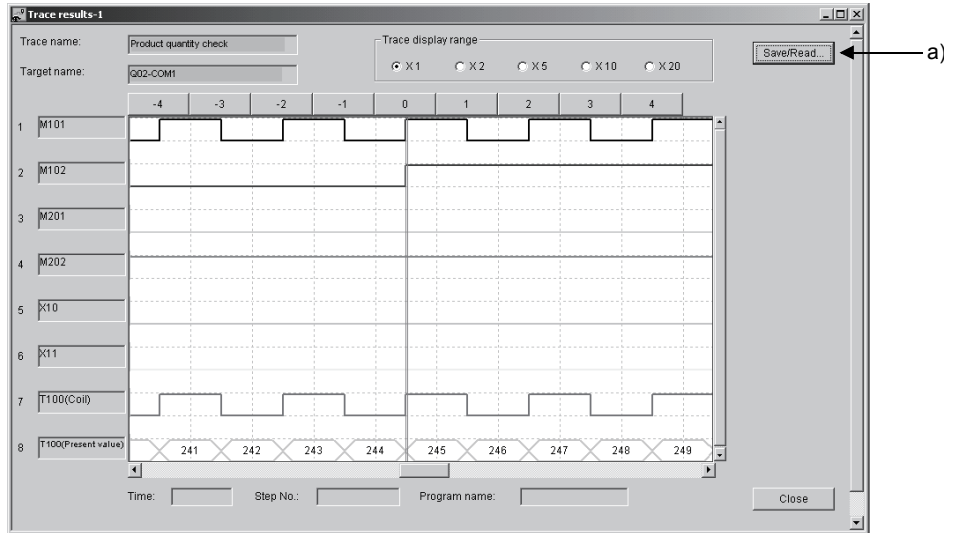 Trace results-1
Trace name: Product quantity check
Target name: Q02-COM1
Trace display range
X 1 X 2 X 5 X 10 X 20
Save/Read...
a)
-4 -3 -2 -1 0 1 2 3 4
1 M101
2 M102
3 M201
4 M202
5 X10
6 X11
7 T100(Coil)
8 T100(Present value) 241 242 243 244 245 246 247 248 249
Time: Step No.: Program name:
Close